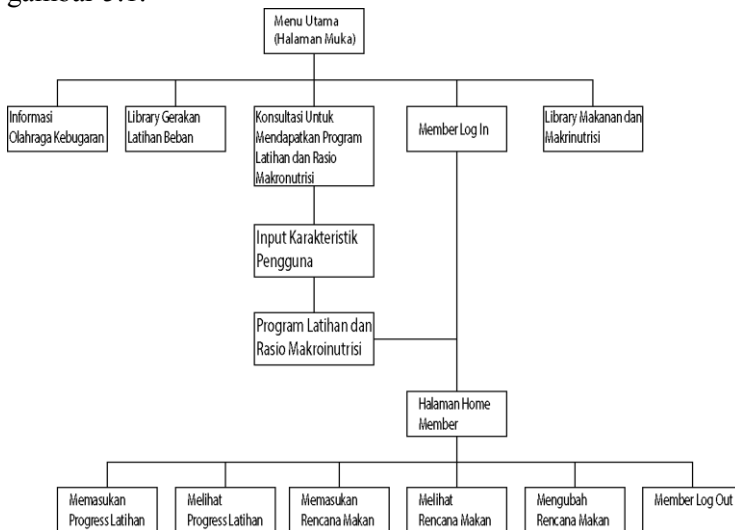 gambar 3.1.
Menu Utama
(Halaman Muka)
Informasi
Olahraga Kebugaran
Library Gerakan
Latihan Beban
Konsultasi Untuk
Mendapatkan Program
Latihan dan Rasio
Makronutrisi
Member Log In
Library Makanan dan
Makrinutrisi
Input Karakteristik
Pengguna
Program Latihan dan
Rasio Makroinutrisi
Halaman Home
Member
Memasukan
Progress Latihan
Melihat
Progress Latihan
Memasukan
Rencana Makan
Melihat
Rencana Makan
Mengubah
Rencana Makan
Member Log Out